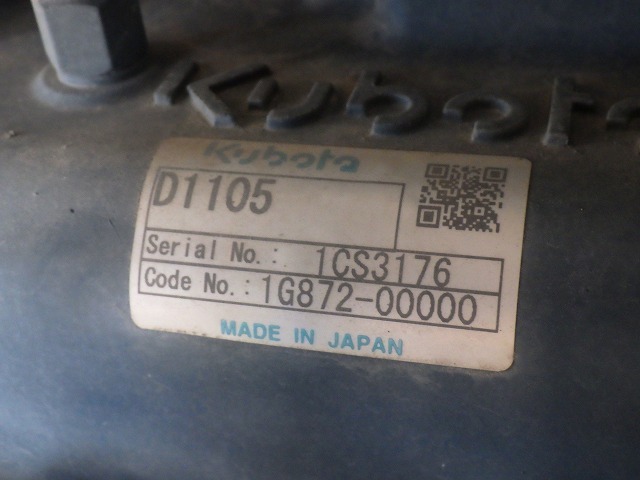 Kubota
Kubota
D1105
Serial No.: 1CS3176
Code No.: 1G872-00000
MADE IN JAPAN